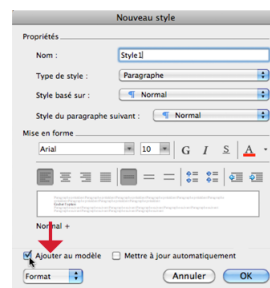 Nouveau style
Propriétés
Nom : Style1
Type de style : Paragraphe
Style basé sur : ¶ Normal
Style du paragraphe suivant : ¶ Normal
Mise en forme
Arial 10 G I S A
Normal +
Ajouter au modèle Mettre à jour automatiquement
Format Annuler OK